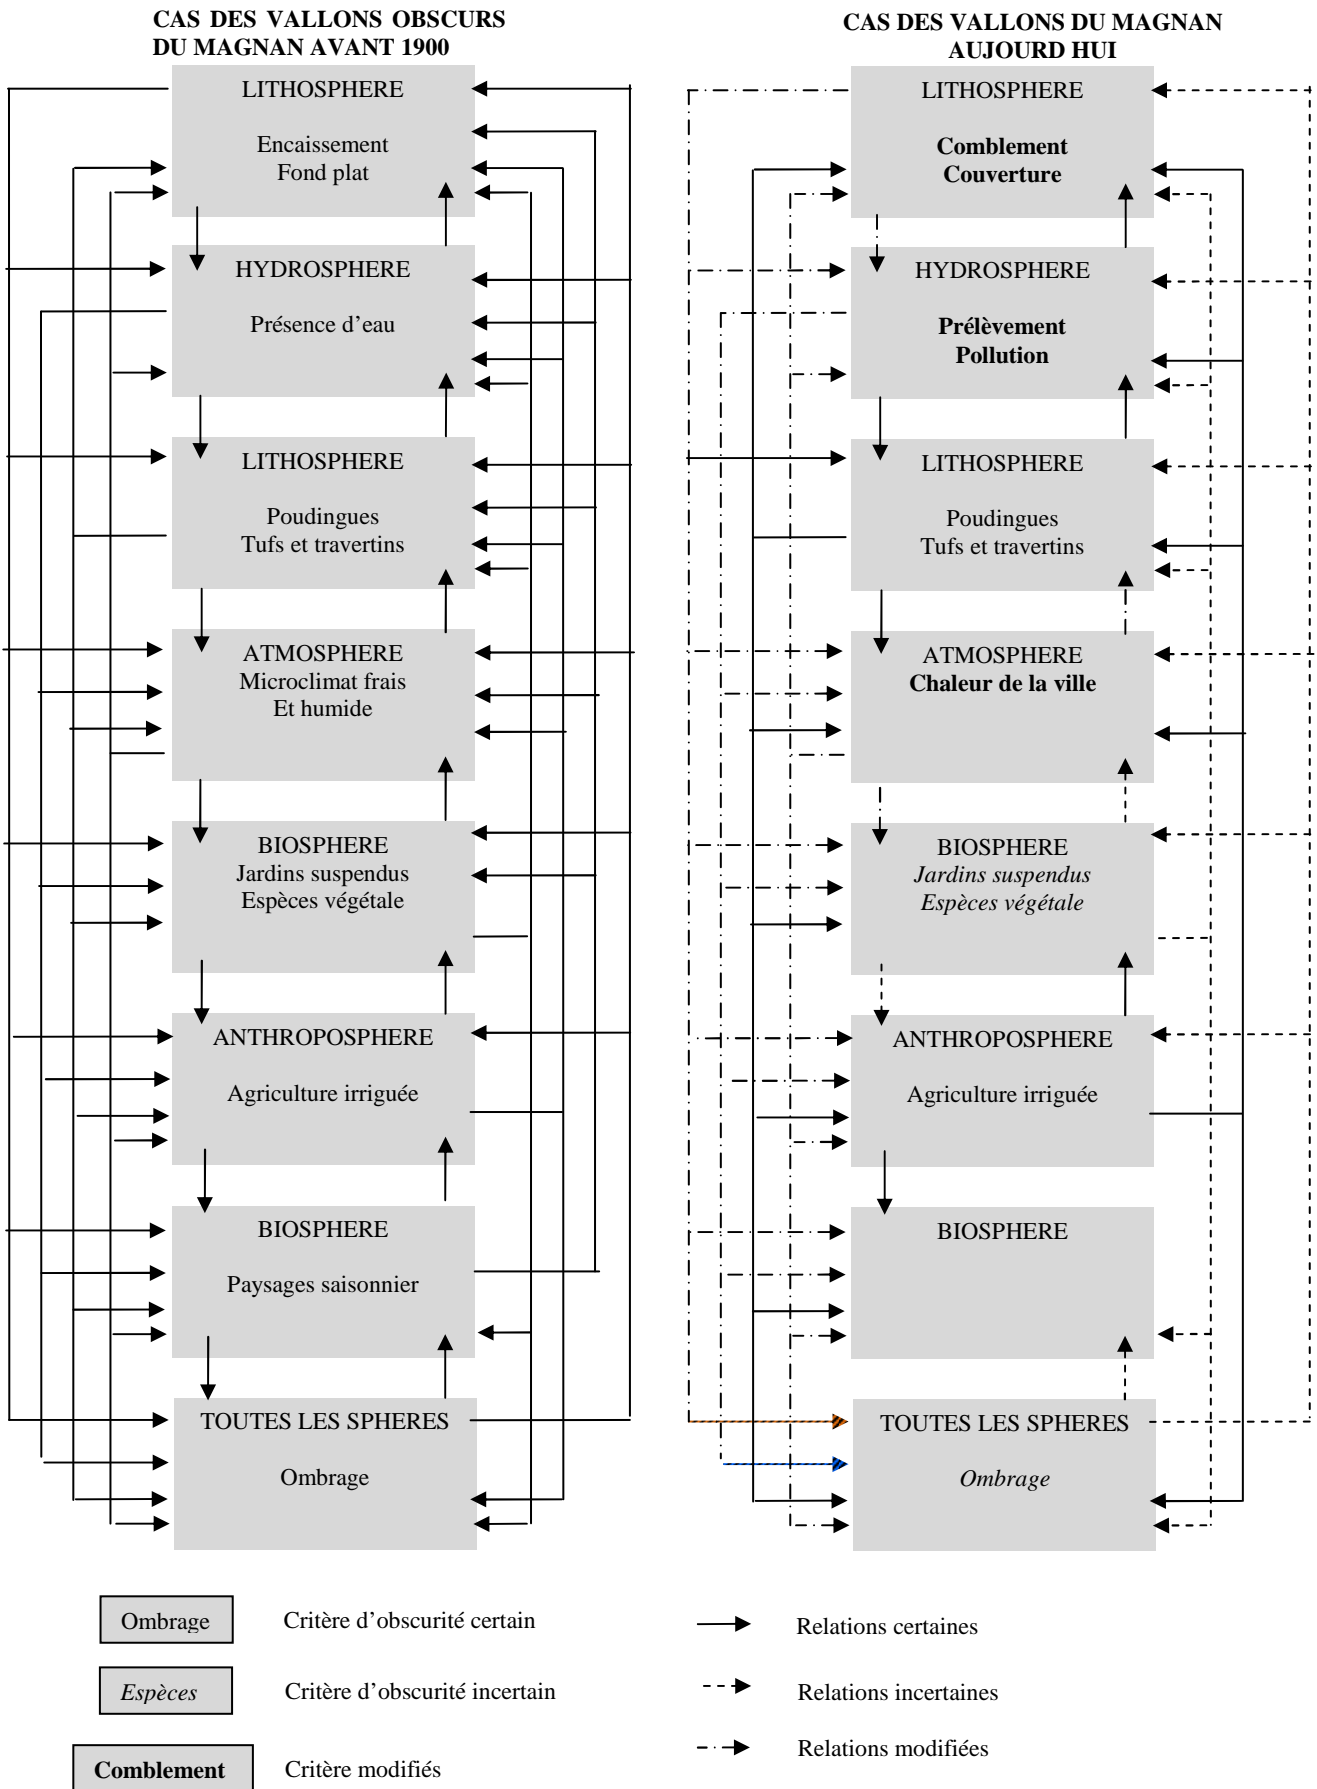 CAS DES VALLONS OBSCURS
DU MAGNAN AVANT 1900
LITHOSPHERE
Encaissement
Fond plat
HYDROSPHERE
Présence d’eau
LITHOSPHERE
Poudingues
Tufs et travertins
ATMOSPHERE
Microclimat frais
Et humide
BIOSPHERE
Jardins suspendus
Espèces végétale
ANTHROPOSPHERE
Agriculture irriguée
BIOSPHERE
Paysages saisonnier
TOUTES LES SPHERES
Ombrage
CAS DES VALLONS DU MAGNAN
AUJOURD HUI
LITHOSPHERE
Comblement
Couverture
HYDROSPHERE
Prélèvement
Pollution
LITHOSPHERE
Poudingues
Tufs et travertins
ATMOSPHERE
Chaleur de la ville
BIOSPHERE
Jardins suspendus
Espèces végétale
ANTHROPOSPHERE
Agriculture irriguée
BIOSPHERE
TOUTES LES SPHERES
Ombrage
Ombrage
Critère d’obscurité certain
Espèces
Critère d’obscurité incertain
Comblement
Critère modifiés
Relations certaines
Relations incertaines
Relations modifiées